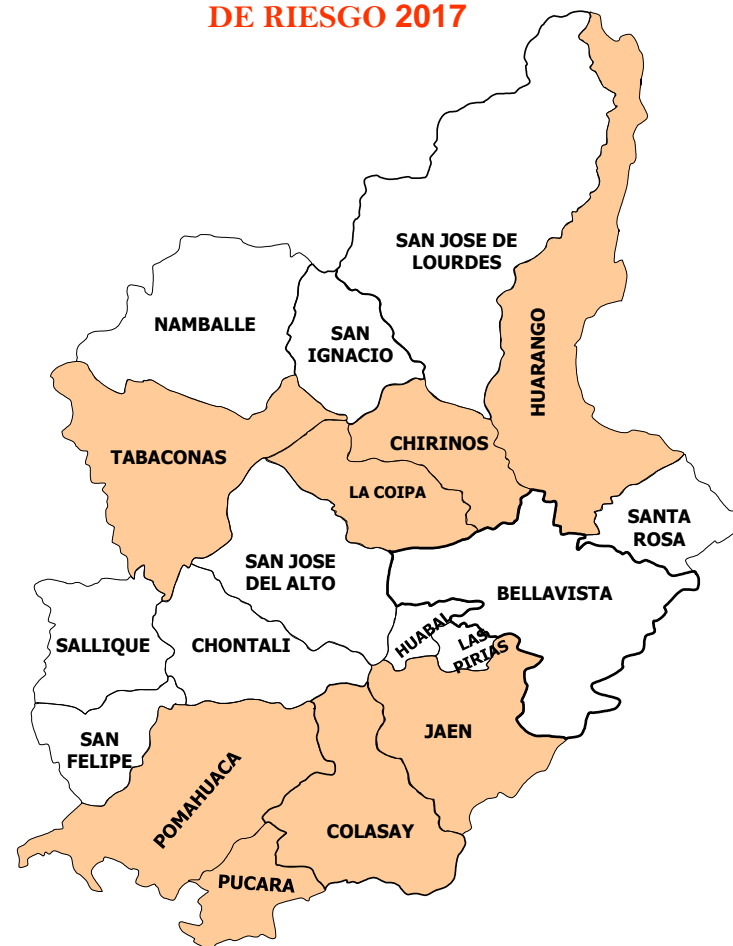 DE RIESGO 2017
SAN JOSE DE
LOURDES
NAMBALLE
SAN
IGNACIO
HUARANGO
CHIRINOS
TABACONAS
LA COIPA
SANTA
ROSA
SAN JOSE
DEL ALTO
BELLAVISTA
SALLIQUE
CHONTALI
HUABAL
LAS
PIRIAS
SAN
FELIPE
JAEN
POMAHUACA
COLASAY
PUCARA